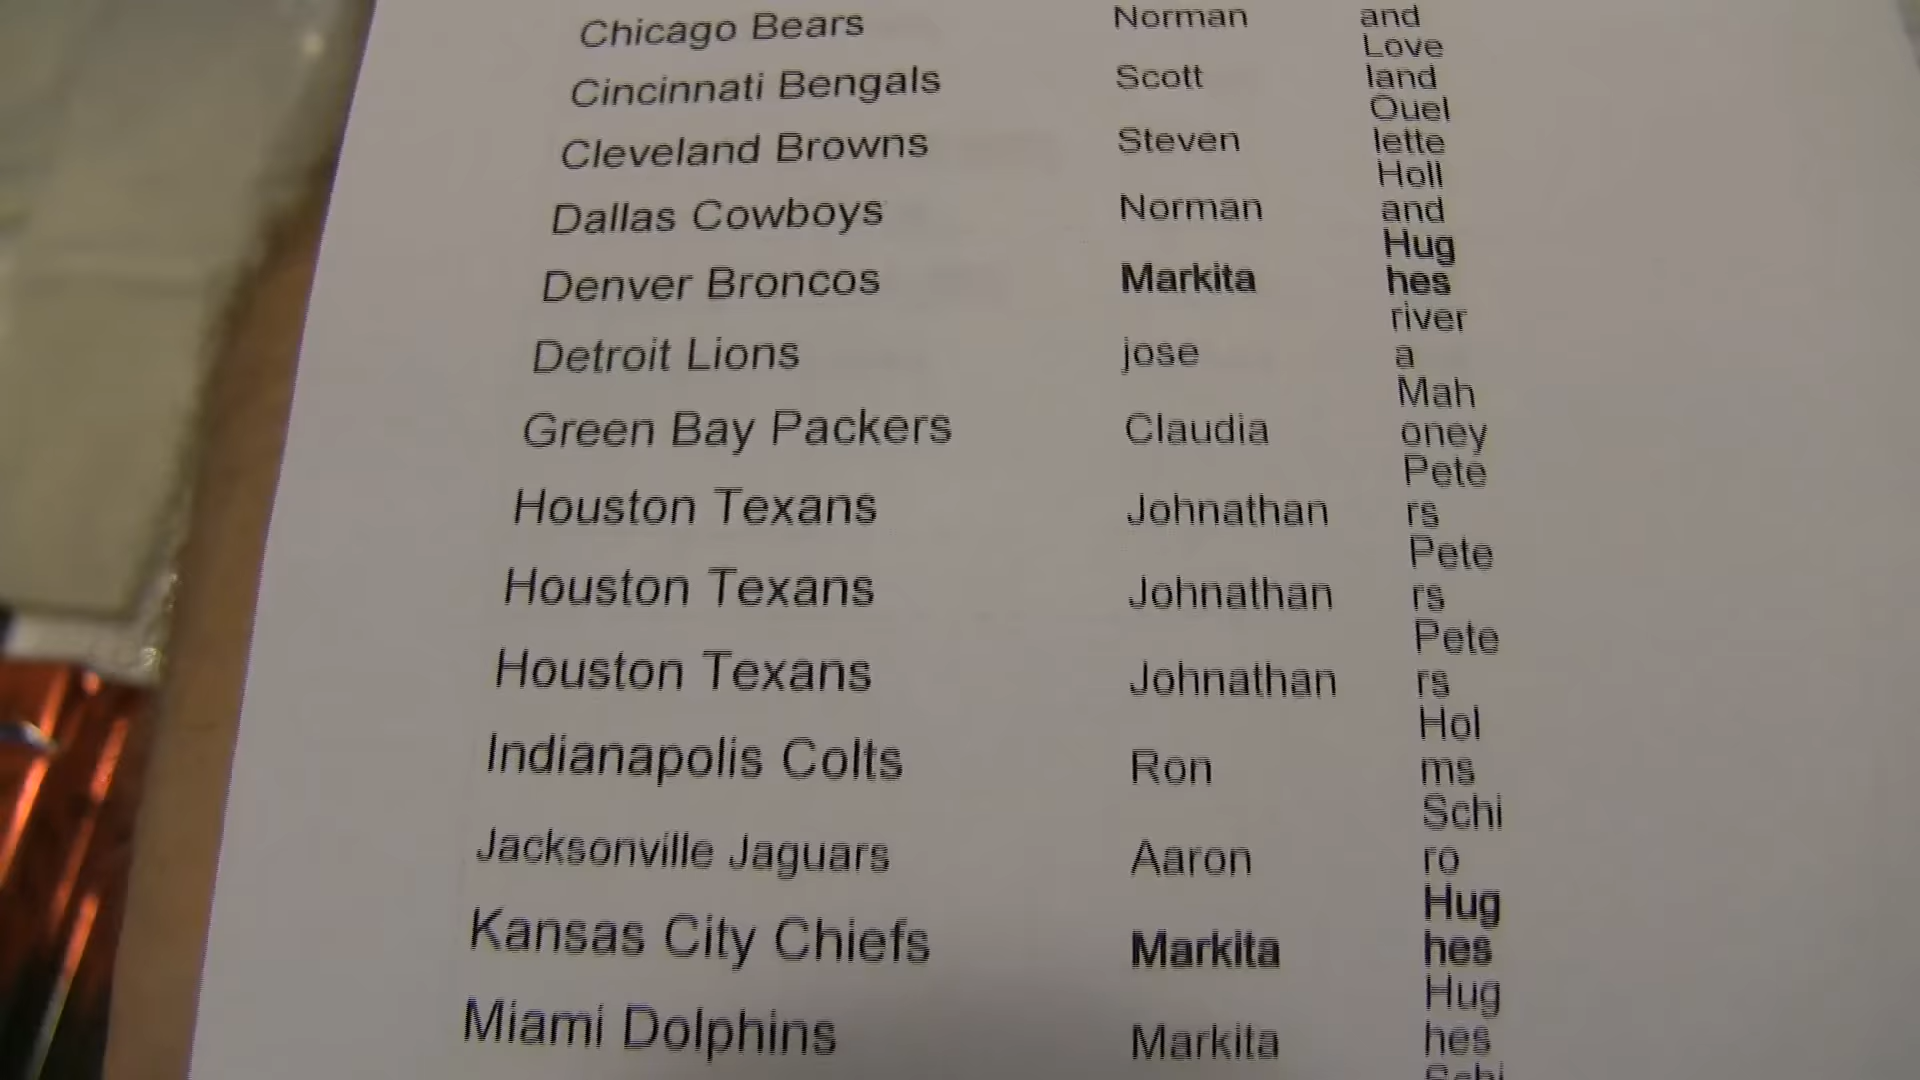 Chicago Bears Norman and
Love
Cincinnati Bengals Scott land
Ouel
Cleveland Browns Steven lette
Holl
Dallas Cowboys Norman and
Hug
Denver Broncos Markita hes
river
Detroit Lions jose a
Mah
Green Bay Packers Claudia oney
Pete
Houston Texans Johnathan rs
Pete
Houston Texans Johnathan rs
Pete
Houston Texans Johnathan rs
Hol
Indianapolis Colts Ron ms
Schi
Jacksonville Jaguars Aaron ro
Hug
Kansas City Chiefs Markita hes
Hug
Miami Dolphins Markita hes